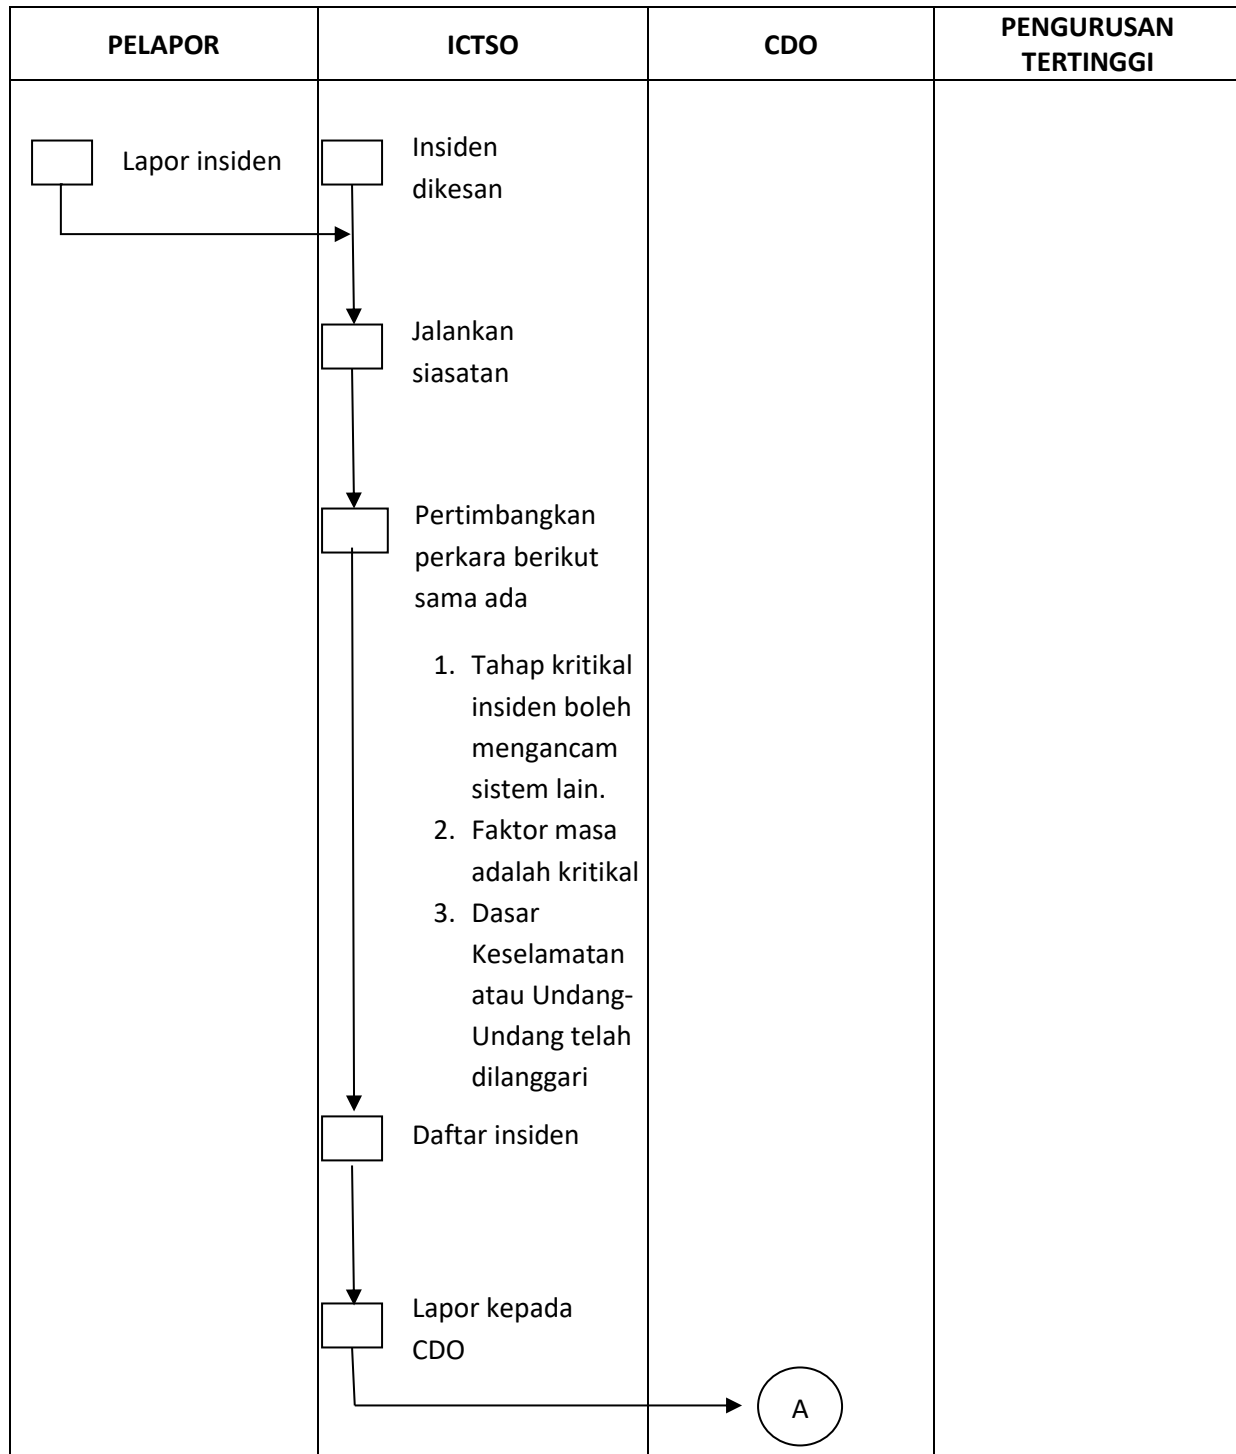 PELAPOR
ICTSO
CDO
PENGURUSAN
TERTINGGI
Lapor insiden
Insiden
dikesan
Jalankan
siasatan
Pertimbangkan
perkara berikut
sama ada
1. Tahap kritikal
insiden boleh
mengancam
sistem lain.
2. Faktor masa
adalah kritikal
3. Dasar
Keselamatan
atau Undang-
Undang telah
dilanggari
Daftar insiden
Lapor kepada
CDO
A